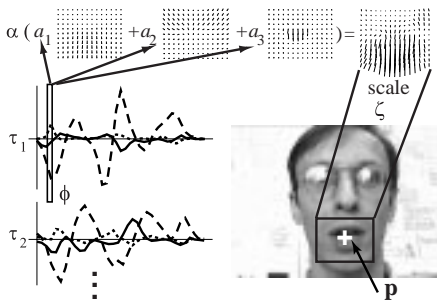 α ( a1 +a2 +a3 ) =
scale
ζ
τ1
ϕ
τ2
p